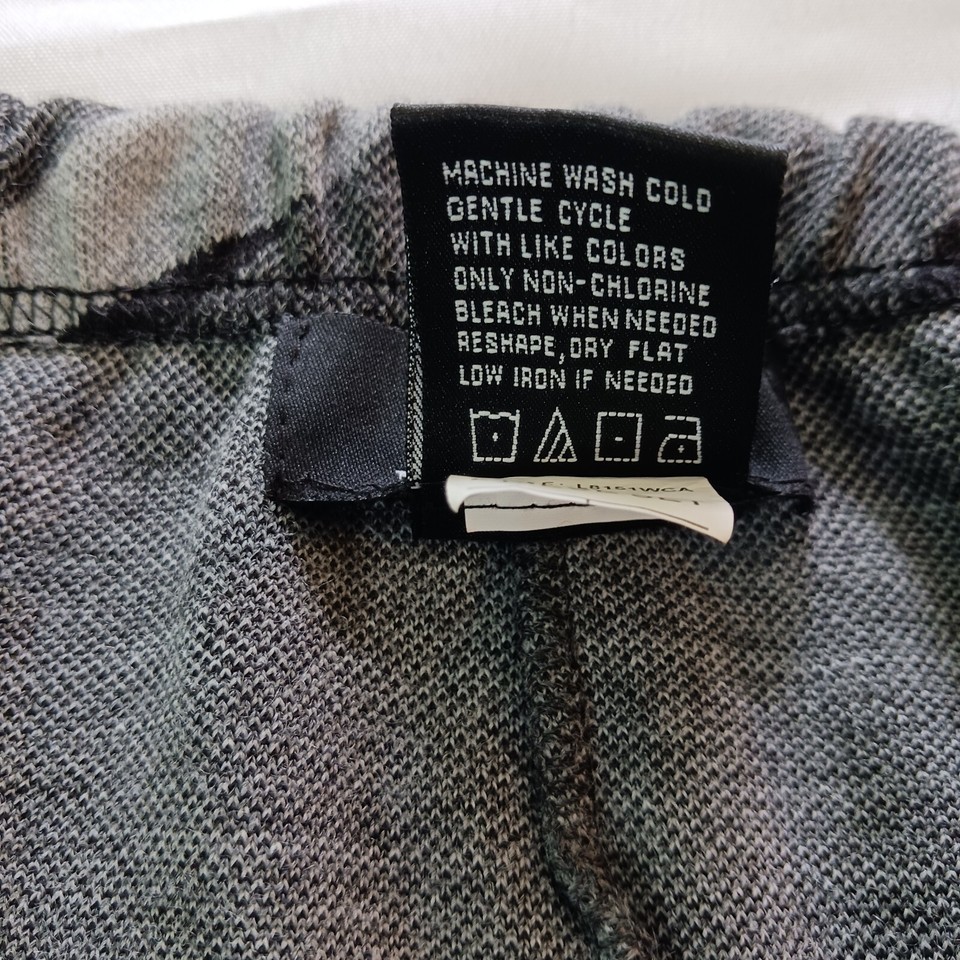 MACHINE WASH COLD
GENTLE CYCLE
WITH LIKE COLORS
ONLY NON-CHLORINE
BLEACH WHEN NEEDED
RESHAPE, DRY FLAT
LOW IRON IF NEEDED
L8151WCA